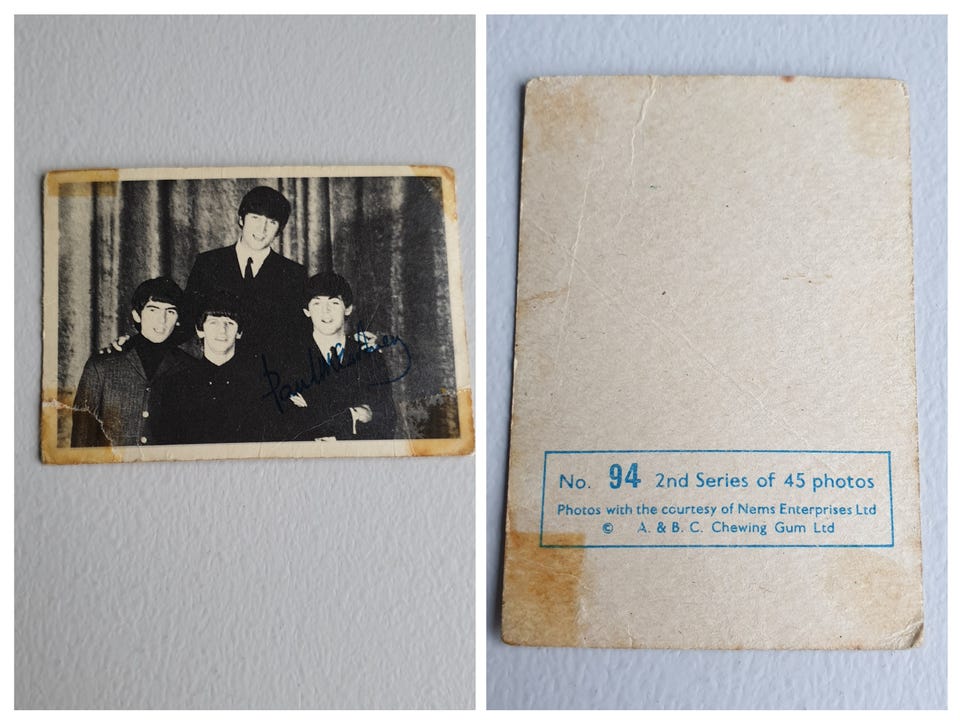 Paul McCartney
No. 94 2nd Series of 45 photos
Photos with the courtesy of Nems Enterprises Ltd
© A. & B. C. Chewing Gum Ltd